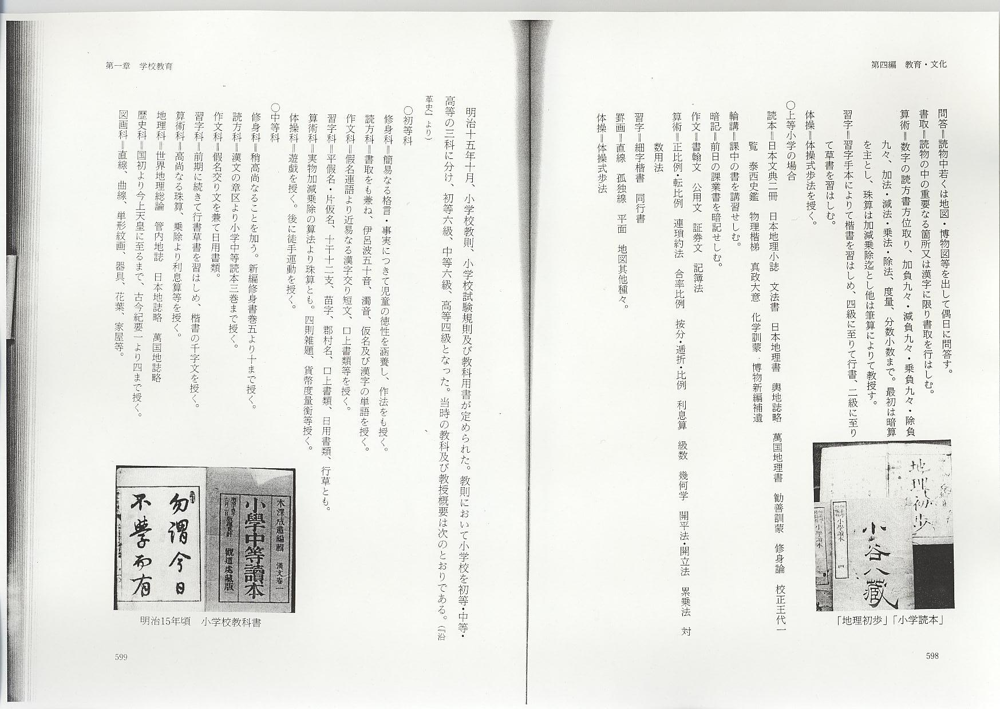 第四編　教育・文化
問答＝読物中若くは地図・博物図等を出して偶日に問答す。
書取＝読物の中の重要なる箇所又は漢字に限り書取を行はしむ。
算術＝数字の読方書方位取り、加負九々・減負九々・乗負九々・除負
九々、加法・減法・乗法・除法、度量、分数小数まで。最初は暗算
を主とし、珠算は加減乗除迄とし他は筆算によりて教授す。
習字＝習字手本によりて楷書を習はしめ、四級に至りて行書、二級に至り
て草書を習はしむ。
体操＝体操式歩法を授く。
〇上等小学の場合
読本＝日本文典二冊　日本地理小誌　文法書　日本地理書　輿地誌略　萬国地理書　勧善訓蒙　修身論　校正王代一
覧　泰西史鑑　物理楷梯　真政大意　化学訓蒙　博物新編補遺
輪講＝課中の書を講習せしむ。
暗記＝前日の課業書を暗記せしむ。
作文＝書翰文　公用文　証券文　記簿法
算術＝正比例・転比例　連瑣約法　合率比例　按分・逓折・比例　利息算　級数　幾何学　開平法・開立法　累乗法　対
数用法
習字＝細字楷書　同行書
罫画＝直線　孤独線　平面　地図其他種々。
体操＝体操式歩法
地理初歩
小學讀本
小學讀本　四
小谷八藏
「地理初歩」「小学読本」
598
第一章　学校教育
明治十五年十月、小学校教則、小学校試験規則及び教科用書が定められた。教則において小学校を初等・中等・
高等の三科に分け、初等六級、中等六級、高等四級となった。当時の教科及び教授概要は次のとおりである。（『沿
革史』より）
〇初等科
修身科＝簡易なる格言・事実につきて児童の徳性を涵養し、作法をも授く。
読方科＝書取をも兼ね、伊呂波五十音、濁音、仮名及び漢字の単語を授く。
作文科＝假名連語より近易なる漢字交り短文、口上書類等を授く。
習字科＝平假名・片仮名、十干十二支、苗字、郡村名、口上書類、日用書類、行草とも。
算術科＝実物加減乗除の算法より珠算とも。四則雑題、貨幣度量衡等授く。
体操科＝遊戯を授く。後に徒手運動を授く。
〇中等科
修身科＝稍高尚なることを加う。新編修身書巻五より十まで授く。
読方科＝漢文の章区より小学中等読本三巻まで授く。
作文科＝假名交り文を兼て日用書類。
習字科＝前期に続きて行書草書を習はしめ、楷書の千字文を授く。
算術科＝高尚なる珠算、乗除より利息算等を授く。
地理科＝世界地理総論　管内地誌　日本地誌略　萬国地誌略
歴史科＝国初より今上天皇に至るまで、古今紀要一より四まで授く。
図画科＝直線、曲線、単形紋画、器具、花葉、家屋等。
木澤成肅編輯　漢文卷一
小學中等讀本
觀道處藏版
勿謂今日
不學而有
明治15年頃　小学校教科書
599